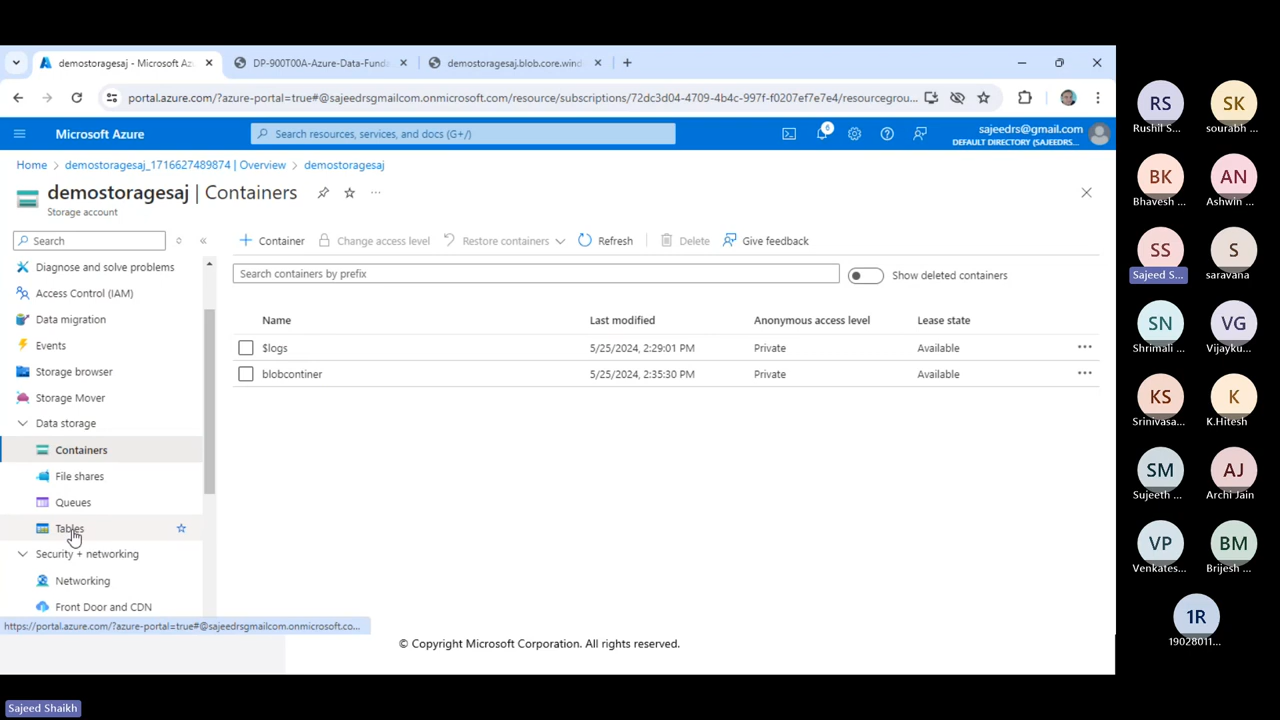 demostoragesaj - Microsoft Az
DP-900T00A-Azure-Data-Fund
demostoragesaj.blob.core.wind
portal.azure.com/?azure-portal=true#@sajeedrsgmailcom.onmicrosoft.com/resource/subscriptions/72dc3d04-4709-4b4c-997f-f0207ef7e7e4/resourcegrou...
Microsoft Azure
Search resources, services, and docs (G+/)
6
sajeedrs@gmail.com
DEFAULT DIRECTORY (SAJEEDRS...
Home > demostoragesaj_1716627489874 | Overview > demostoragesaj
demostoragesaj | Containers
Storage account
Search
Diagnose and solve problems
Access Control (IAM)
Data migration
Events
Storage browser
Storage Mover
Data storage
Containers
File shares
Queues
Tables
Security + networking
Networking
Front Door and CDN
https://portal.azure.com/?azure-portal=true#@sajeedrsgmailcom.onmicrosoft.co...
Container
Change access level
Restore containers
Refresh
Delete
Give feedback
Search containers by prefix
Show deleted containers
Name Last modified Anonymous access level Lease state
$logs 5/25/2024, 2:29:01 PM Private Available
blobcontiner 5/25/2024, 2:35:30 PM Private Available
© Copyright Microsoft Corporation. All rights reserved.
RS SK
Rushil S... sourabh ...
BK AN
Bhavesh ... Ashwin ...
SS S
Sajeed S... saravana
SN VG
Shrimali ... Vijayku...
KS K
Srinivasa... K.Hitesh
SM AJ
Sujeeth ... Archi Jain
VP BM
Venkates... Brijesh ...
1R
19028011...
Sajeed Shaikh